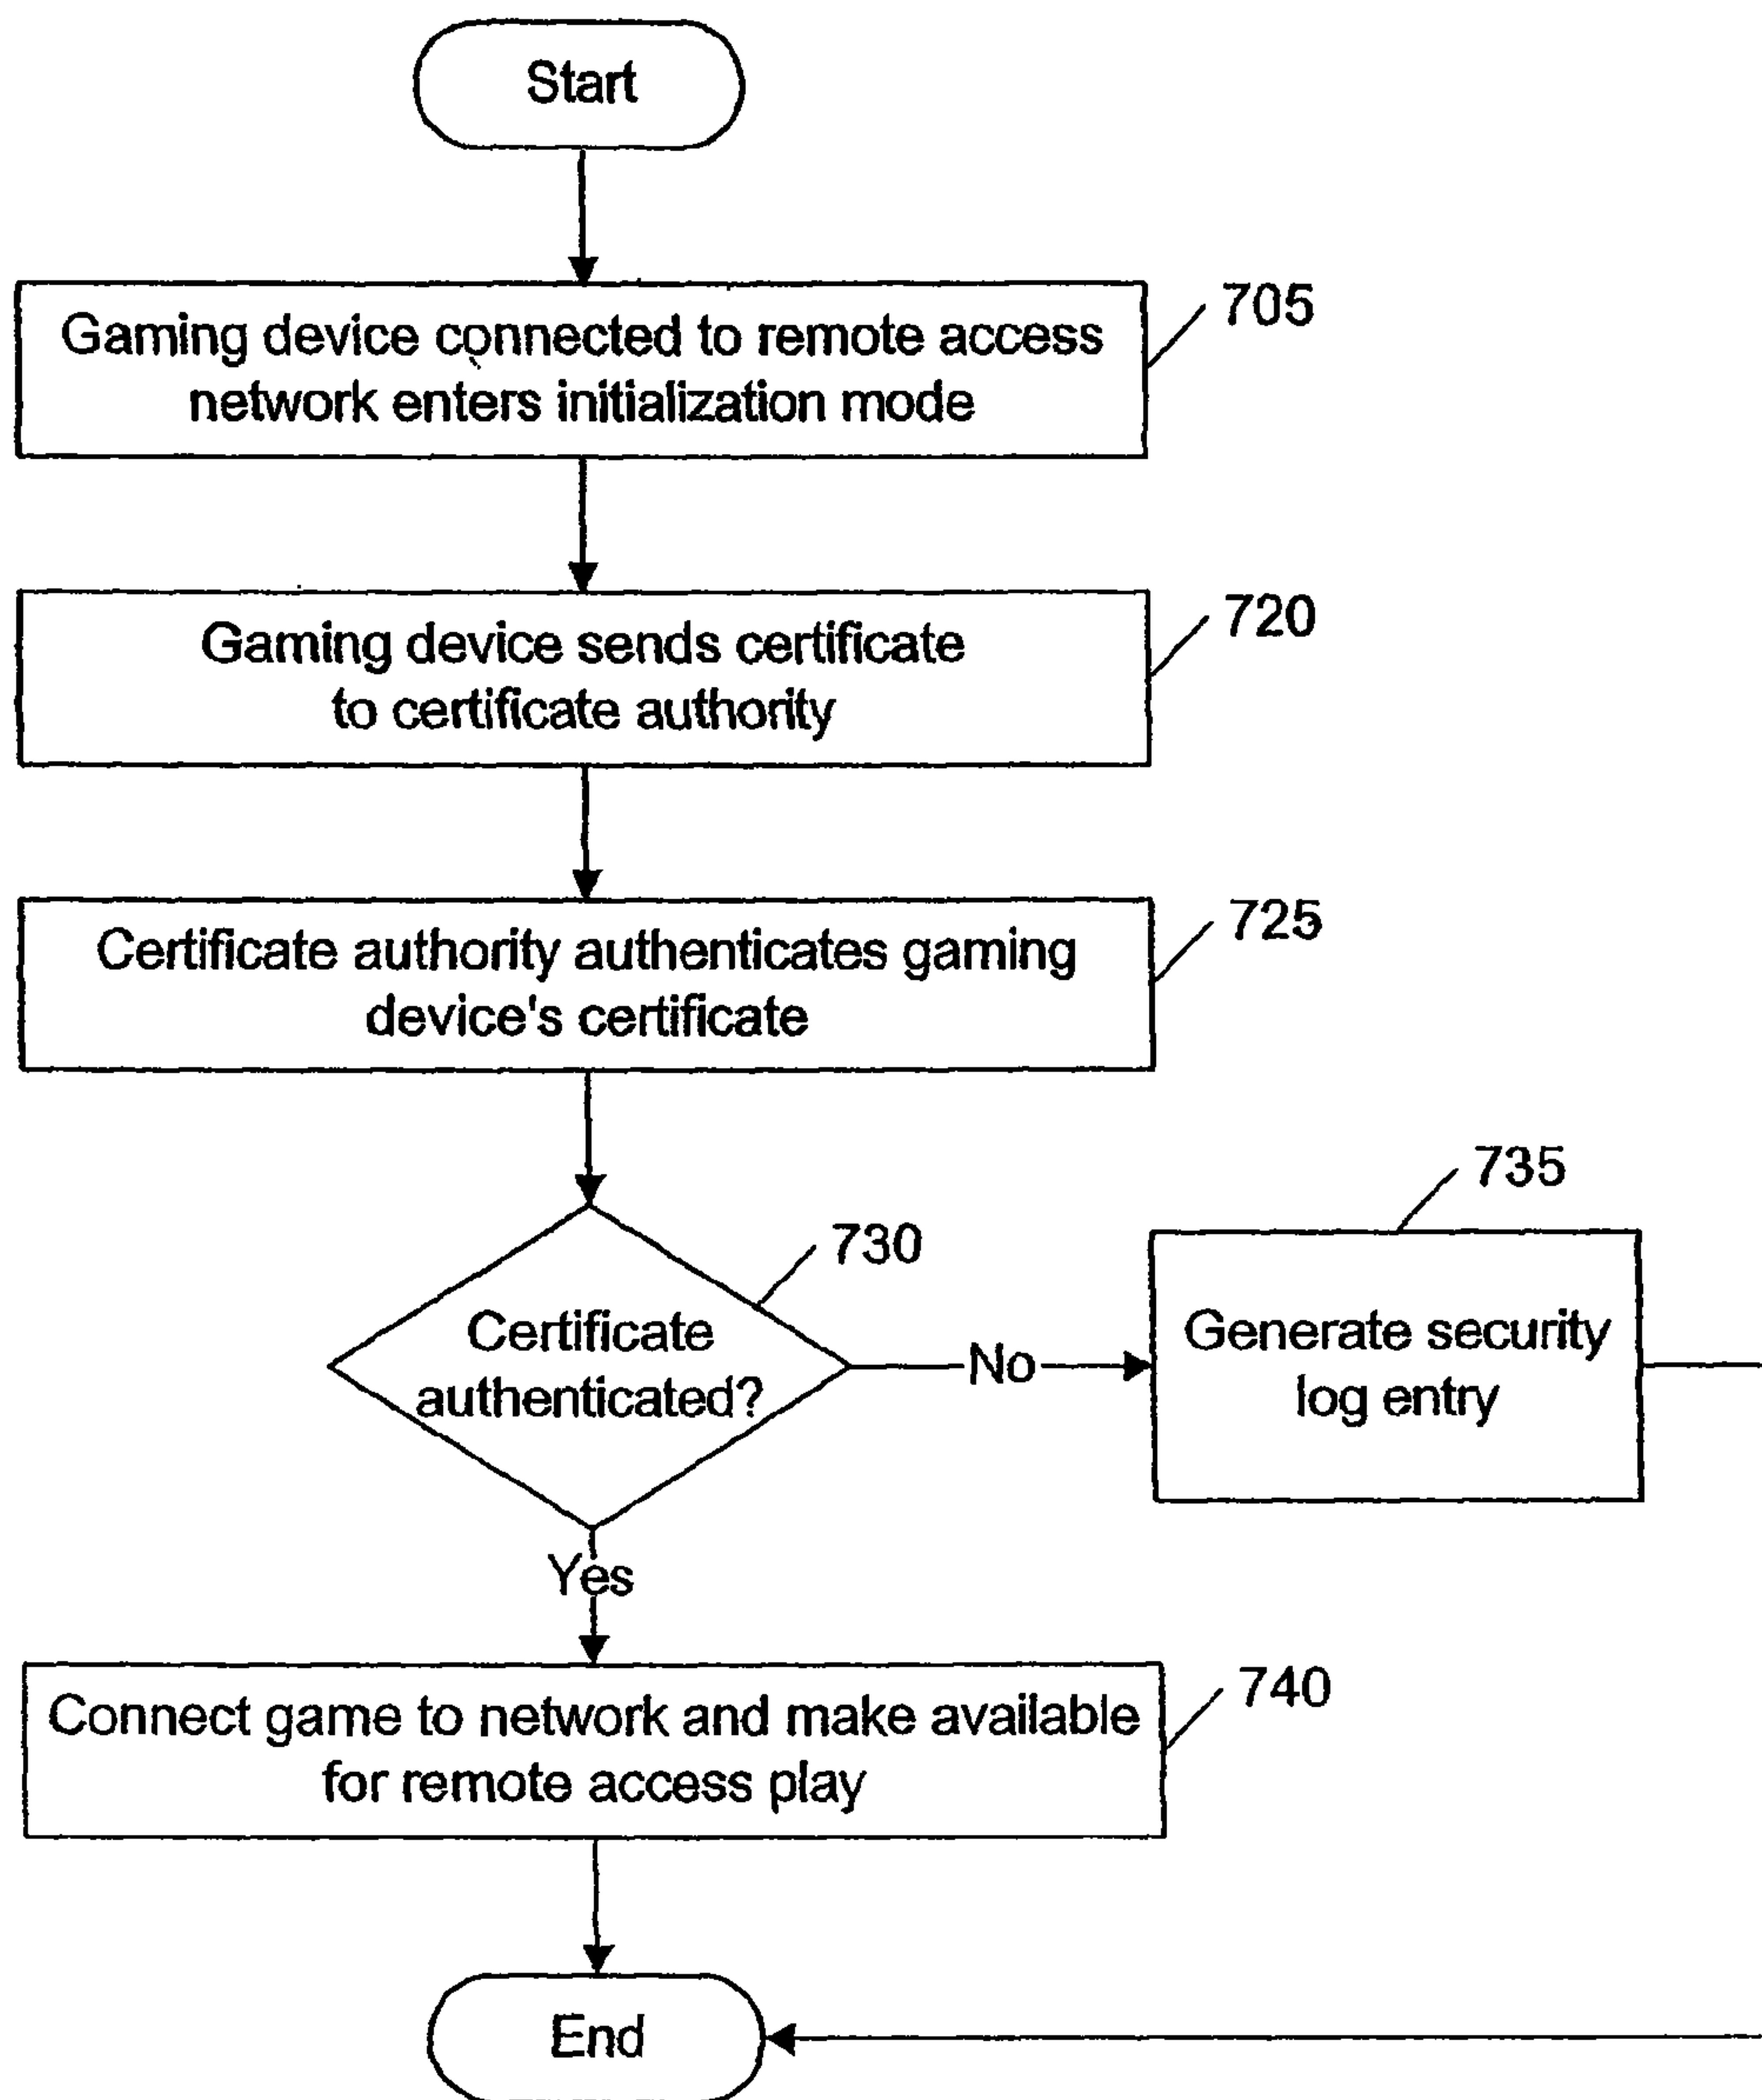 Start
Gaming device connected to remote access
network enters initialization mode
705
Gaming device sends certificate
to certificate authority
720
Certificate authority authenticates gaming
device's certificate
725
Certificate
authenticated?
730
No
Generate security
log entry
735
Yes
Connect game to network and make available
for remote access play
740
End